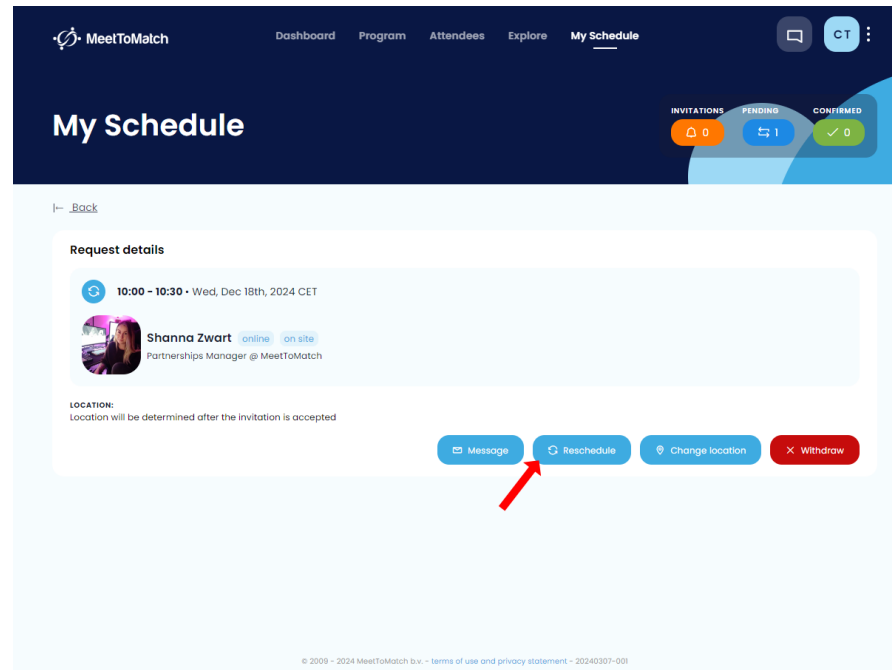 MeetToMatch
Dashboard Program Attendees Explore My Schedule
CT
My Schedule
INVITATIONS PENDING CONFIRMED
0 1 0
Back
Request details
10:00 - 10:30 • Wed, Dec 18th, 2024 CET
Shanna Zwart online on site
Partnerships Manager @ MeetToMatch
LOCATION:
Location will be determined after the invitation is accepted
Message Reschedule Change location Withdraw
© 2009 - 2024 MeetToMatch b.v. - terms of use and privacy statement - 20240307-001